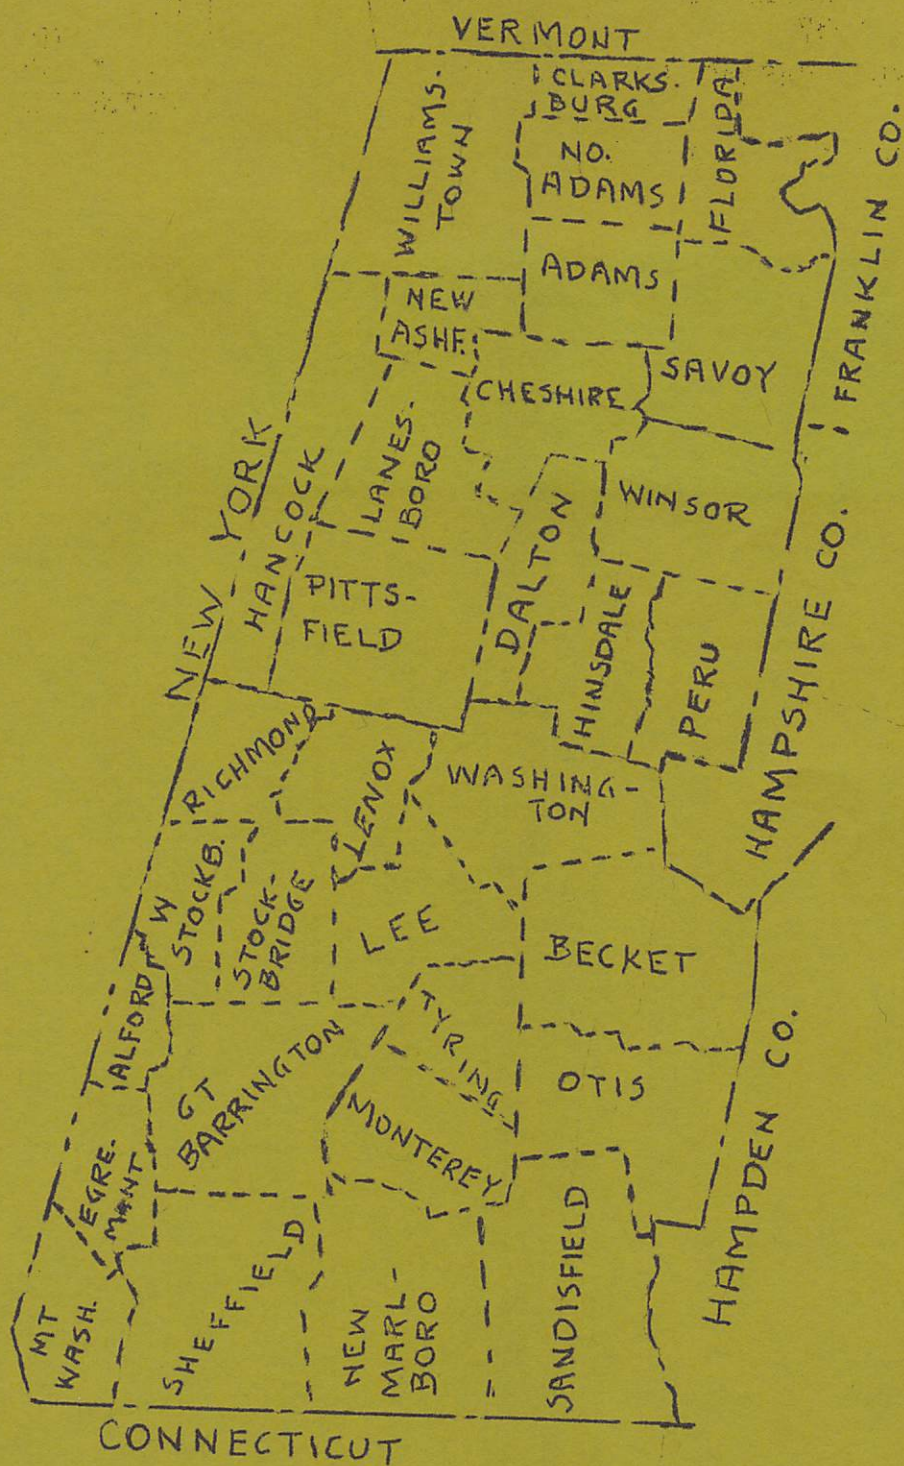 VERMONT
CLARKS.
BURG
FLORIDA
WILLIAMS.
TOWN
NO.
ADAMS
FRANKLIN CO.
ADAMS
NEW
ASHF.
SAVOY
CHESHIRE
NEW YORK
HANCOCK
LANES.
BORO
WINSOR
DALTON
PITTS-
FIELD
HINSDALE
PERU
HAMPSHIRE CO.
RICHMOND
LENOX
WASHING-
TON
W
STOCKB.
STOCK-
BRIDGE
LEE
BECKET
ALFORD
TYRING
GT
BARRINGTON
OTIS
HAMPDEN CO.
MONTEREY
EGRE.
MONT
SHEFFIELD
SANDISFIELD
MT
WASH.
NEW
MARL-
BORO
CONNECTICUT